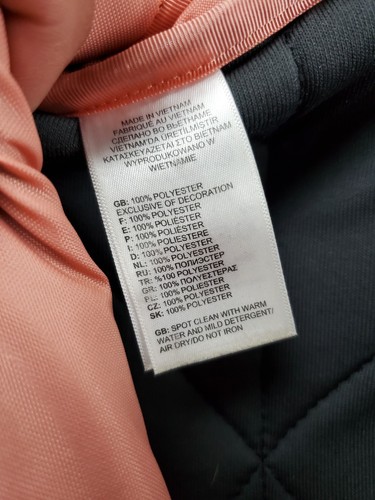 MADE IN VIETNAM
FABRIQUÉ AU VIETNAM
СДЕЛАНО ВО ВЬЕТНАМЕ
VIETNAM'DA ÜRETİLMİŞTİR
ΚΑΤΑΣΚΕΥΑΖΕΤΑΙ ΣΤΟ ΒΙΕΤΝΑΜ
WYPRODUKOWANO W
WIETNAMIE
GB: 100% POLYESTER
EXCLUSIVE OF DECORATION
F: 100% POLYESTER
E: 100% POLIÉSTER
P: 100% POLIÉSTER
I: 100% POLIESTERE
D: 100% POLYESTER
NL: 100% POLYESTER
RU: 100% ПОЛИЭСТЕР
TR: %100 POLYESTER
GR: 100% ΠΟΛΥΕΣΤΕΡΑΣ
PL: 100% POLIESTER
CZ: 100% POLYESTER
SK: 100% POLYESTER
GB: SPOT CLEAN WITH WARM
WATER AND MILD DETERGENT/
AIR DRY/DO NOT IRON